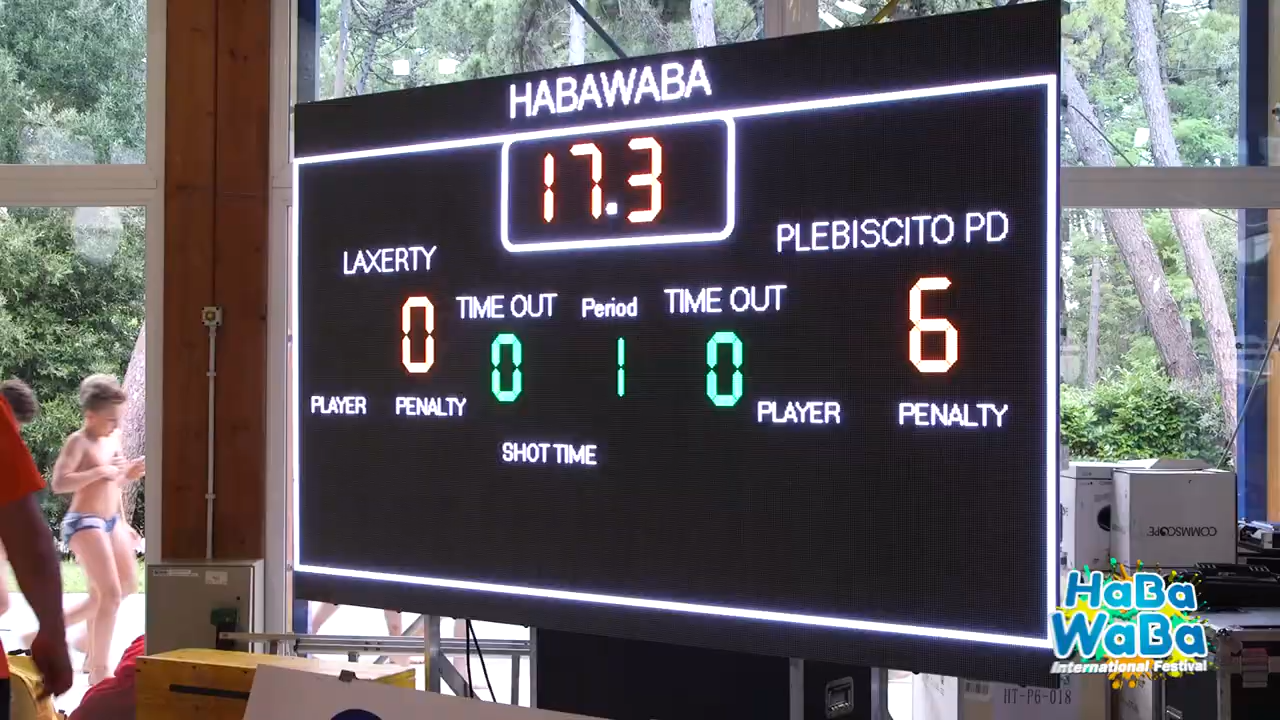 HABAWABA
17.3
LAXERTY
PLEBISCITO PD
0
TIME OUT
Period
TIME OUT
6
0
1
0
PLAYER
PENALTY
PLAYER
PENALTY
SHOT TIME
COMMSCOPE
HaBa
WaBa
International Festival
HT-P6-018